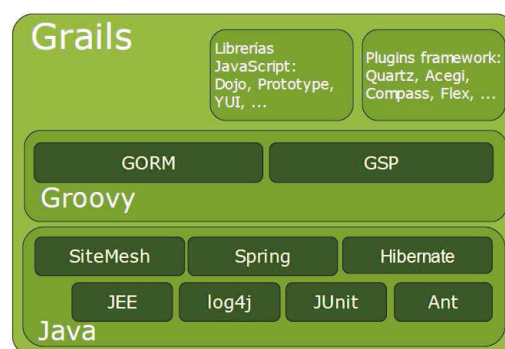 Grails
Librerías
JavaScript:
Dojo, Prototype,
YUI, ...
Plugins framework:
Quartz, Acegi,
Compass, Flex, ...
GORM
GSP
Groovy
SiteMesh
Spring
Hibernate
JEE
log4j
JUnit
Ant
Java